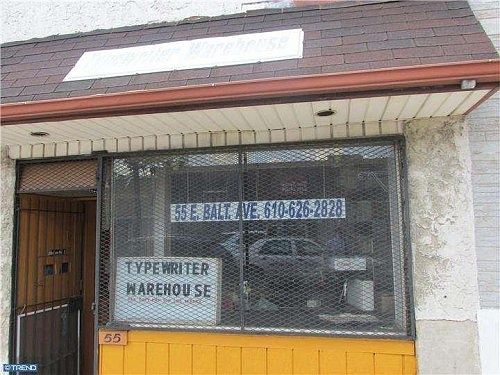 Typewriter Warehouse
55 E. BALT. AVE. 610-626-2828
TYPEWRITER
WAREHOUSE
55
© TREND